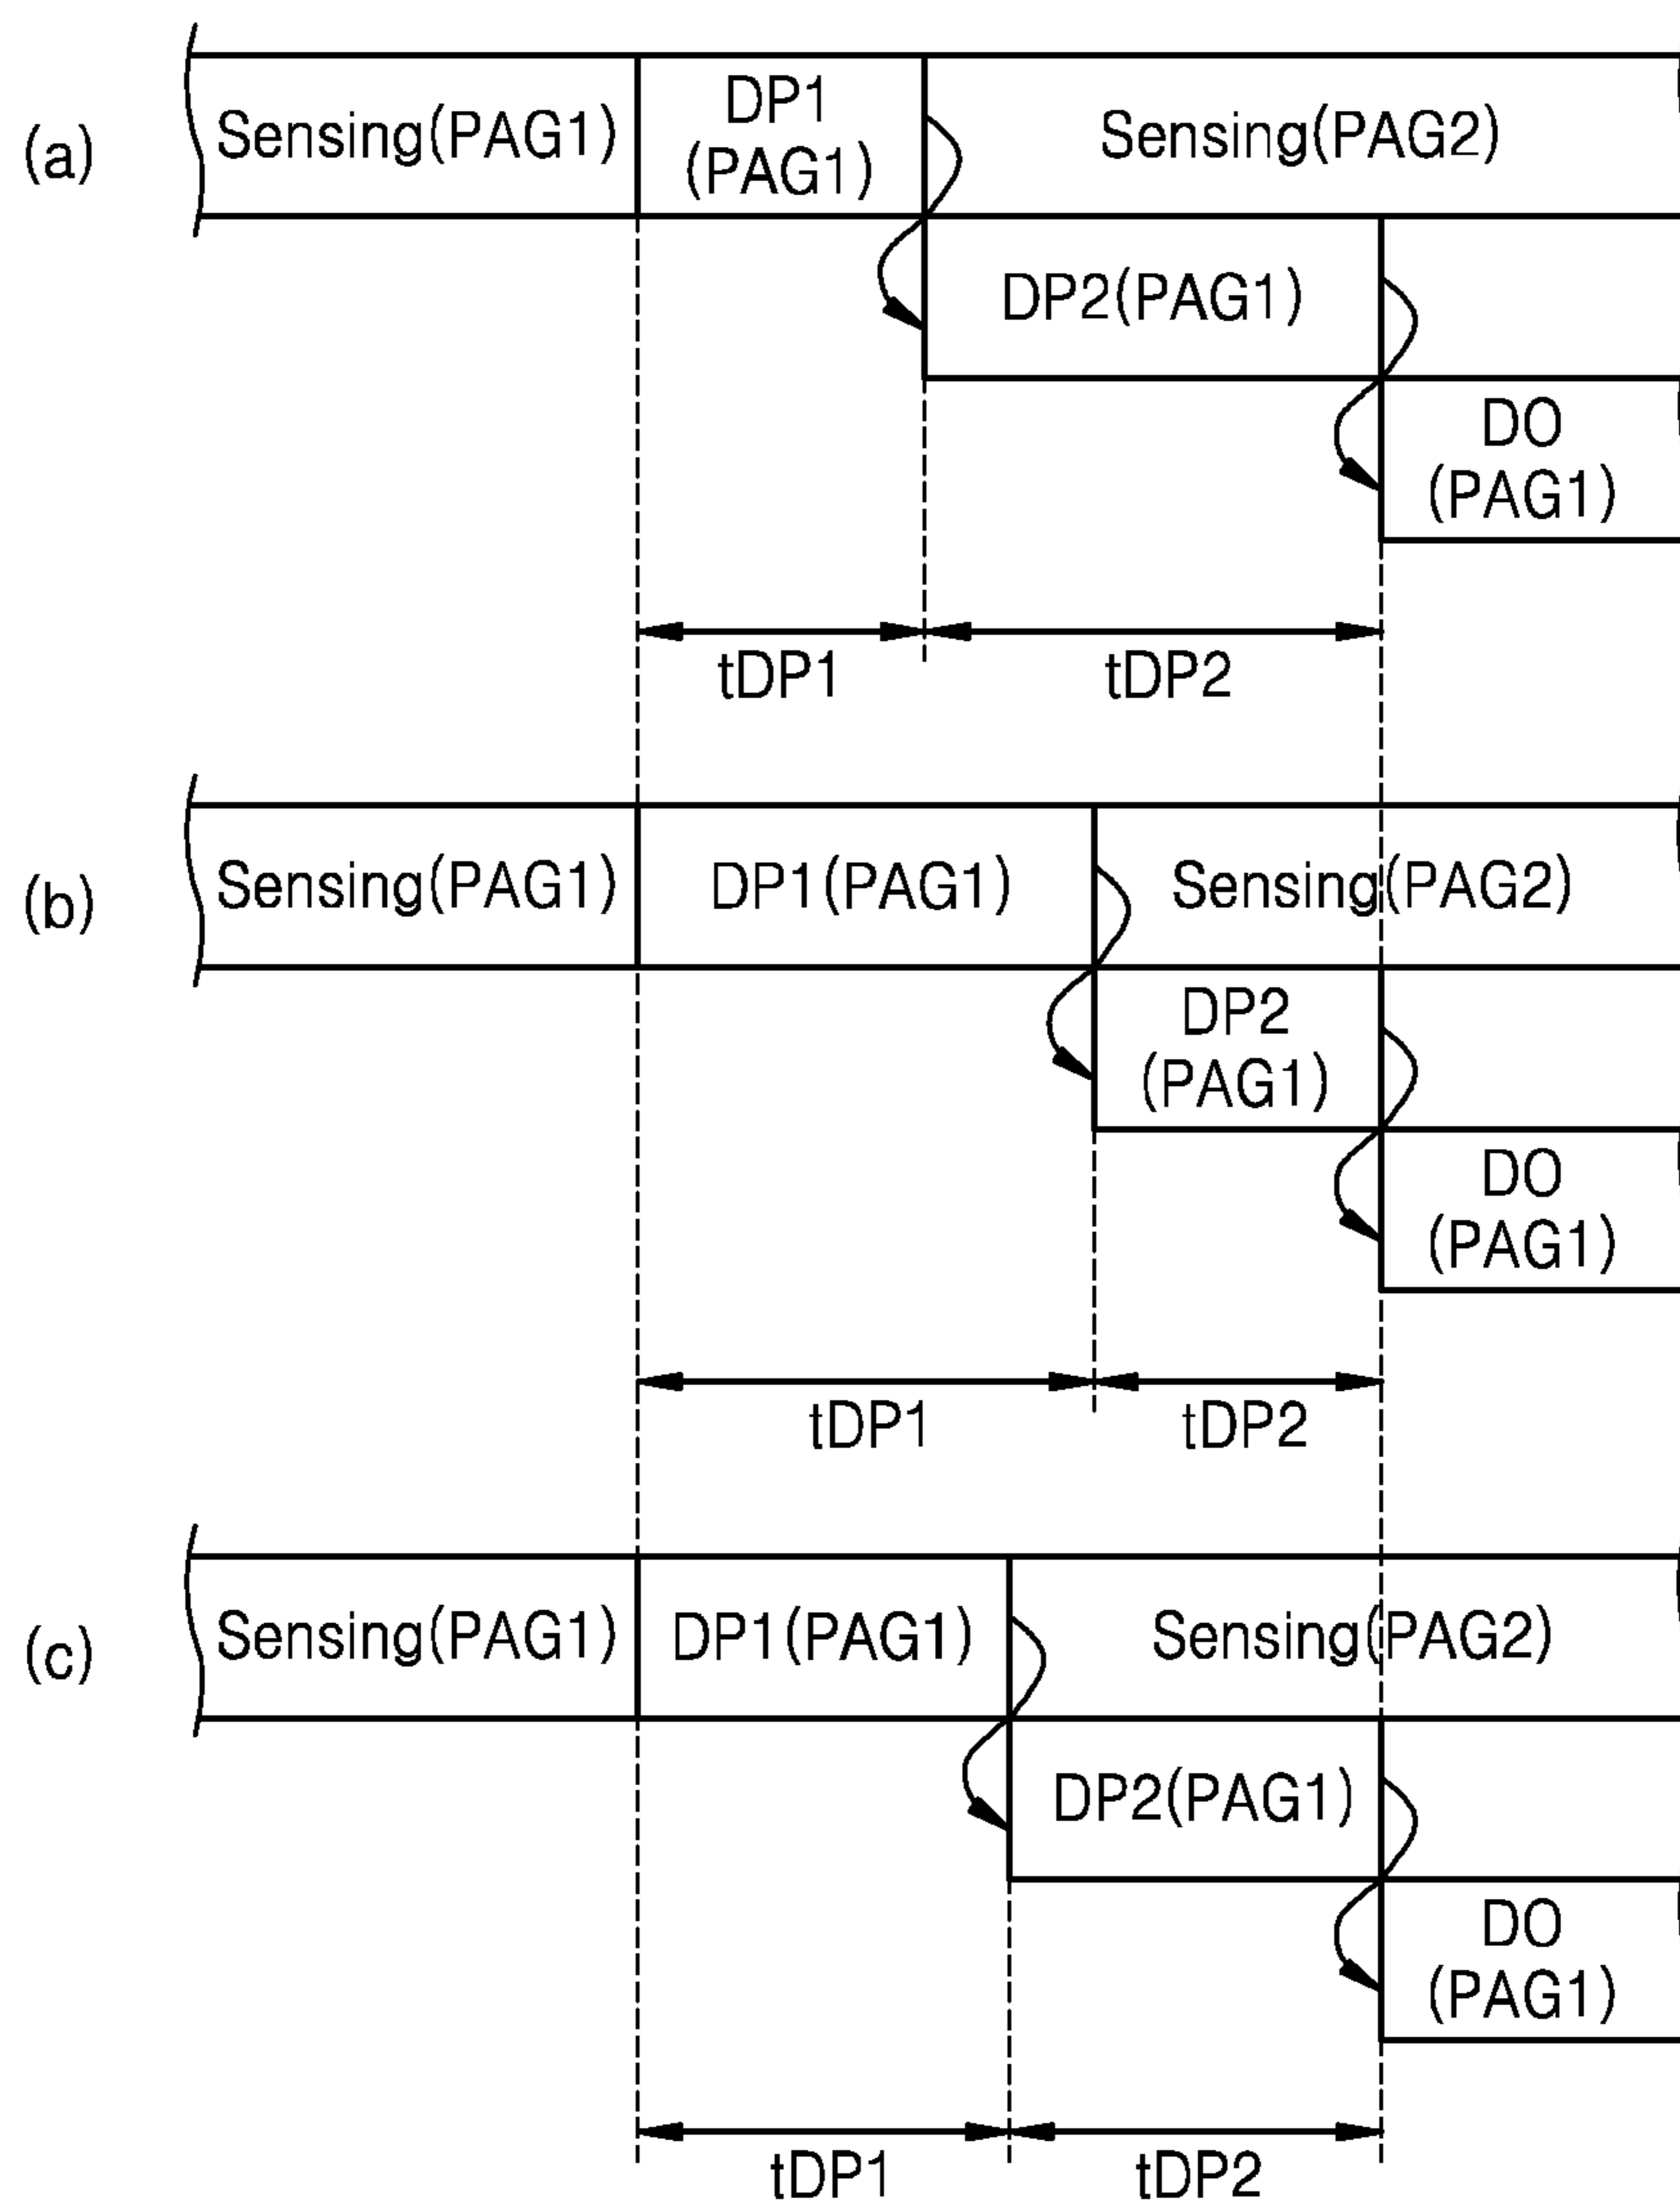 (a)
Sensing(PAG1)
DP1
(PAG1)
Sensing(PAG2)
DP2(PAG1)
DO
(PAG1)
tDP1
tDP2
(b)
Sensing(PAG1)
DP1(PAG1)
Sensing(PAG2)
DP2
(PAG1)
DO
(PAG1)
tDP1
tDP2
(c)
Sensing(PAG1)
DP1(PAG1)
Sensing(PAG2)
DP2(PAG1)
DO
(PAG1)
tDP1
tDP2